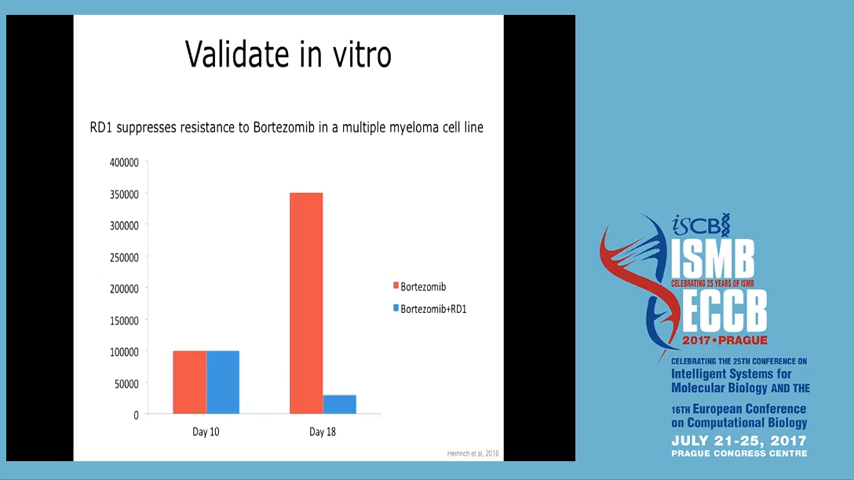 Validate in vitro
RD1 suppresses resistance to Bortezomib in a multiple myeloma cell line
400000
350000
300000
250000
200000
150000
100000
50000
0
Day 10
Day 18
Bortezomib
Bortezomib+RD1
Heinrich et al, 2016
iSCB
ISMB
CELEBRATING 25 YEARS OF ISMB
ECCB
2017 • PRAGUE
CELEBRATING THE 25TH CONFERENCE ON
Intelligent Systems for
Molecular Biology AND THE
16TH European Conference
on Computational Biology
JULY 21-25, 2017
PRAGUE CONGRESS CENTRE